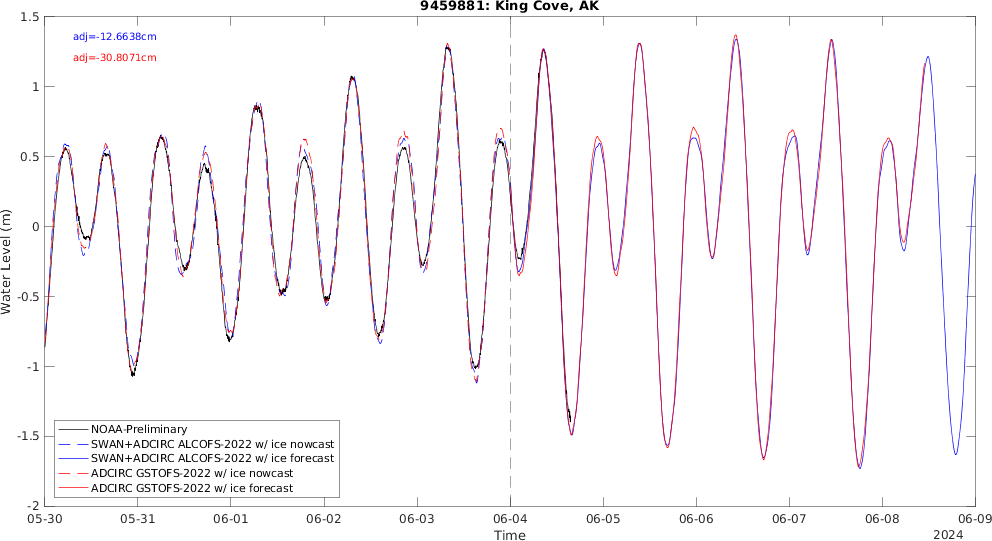 9459881: King Cove, AK
adj=-12.6638cm
adj=-30.8071cm
Water Level (m)
1.5
1
0.5
0
-0.5
-1
-1.5
-2
NOAA-Preliminary
SWAN+ADCIRC ALCOFS-2022 w/ ice nowcast
SWAN+ADCIRC ALCOFS-2022 w/ ice forecast
ADCIRC GSTOFS-2022 w/ ice nowcast
ADCIRC GSTOFS-2022 w/ ice forecast
05-30 05-31 06-01 06-02 06-03 06-04 06-05 06-06 06-07 06-08 06-09
Time
2024